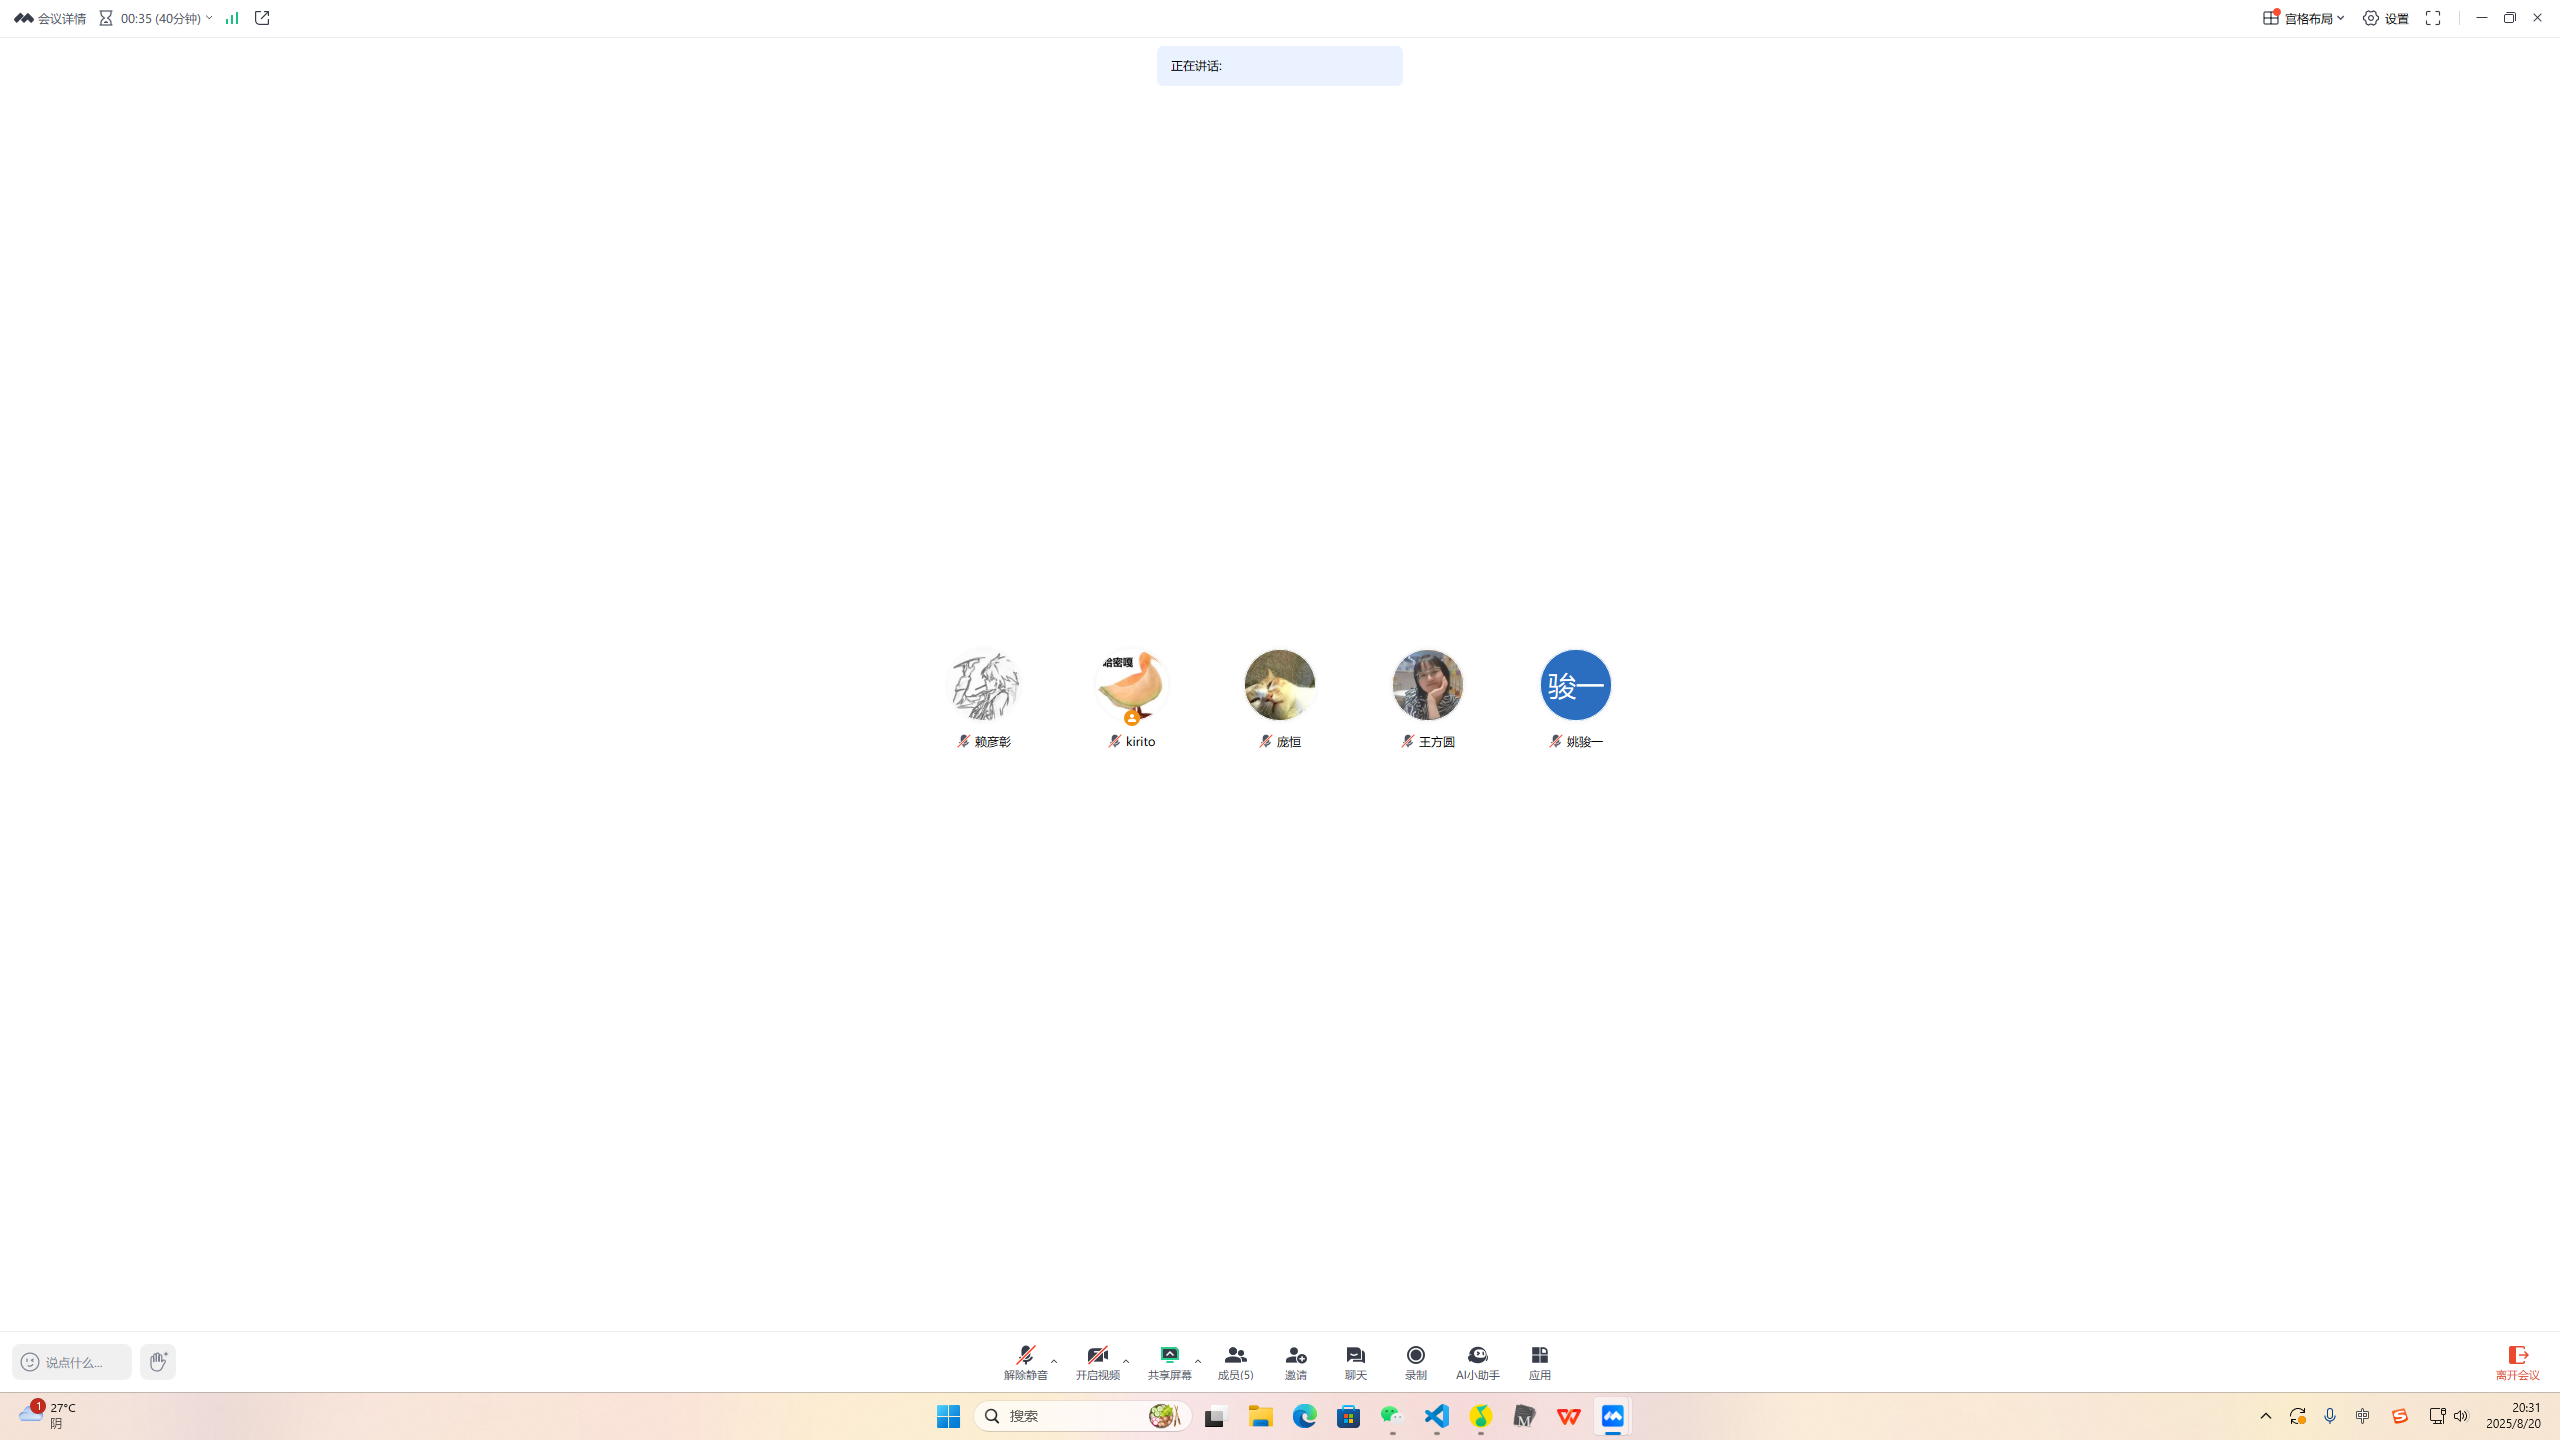 会议详情 00:35 (40分钟) 宫格布局 设置
正在讲话:
哈密嘎
骏一
赖彦彰 kirito 庞恒 王方圆 姚骏一
说点什么... 解除静音 开启视频 共享屏幕 成员(5) 邀请 聊天 录制 AI小助手 应用 离开会议
1 27°C 搜索 中 20:31
阴 2025/8/20